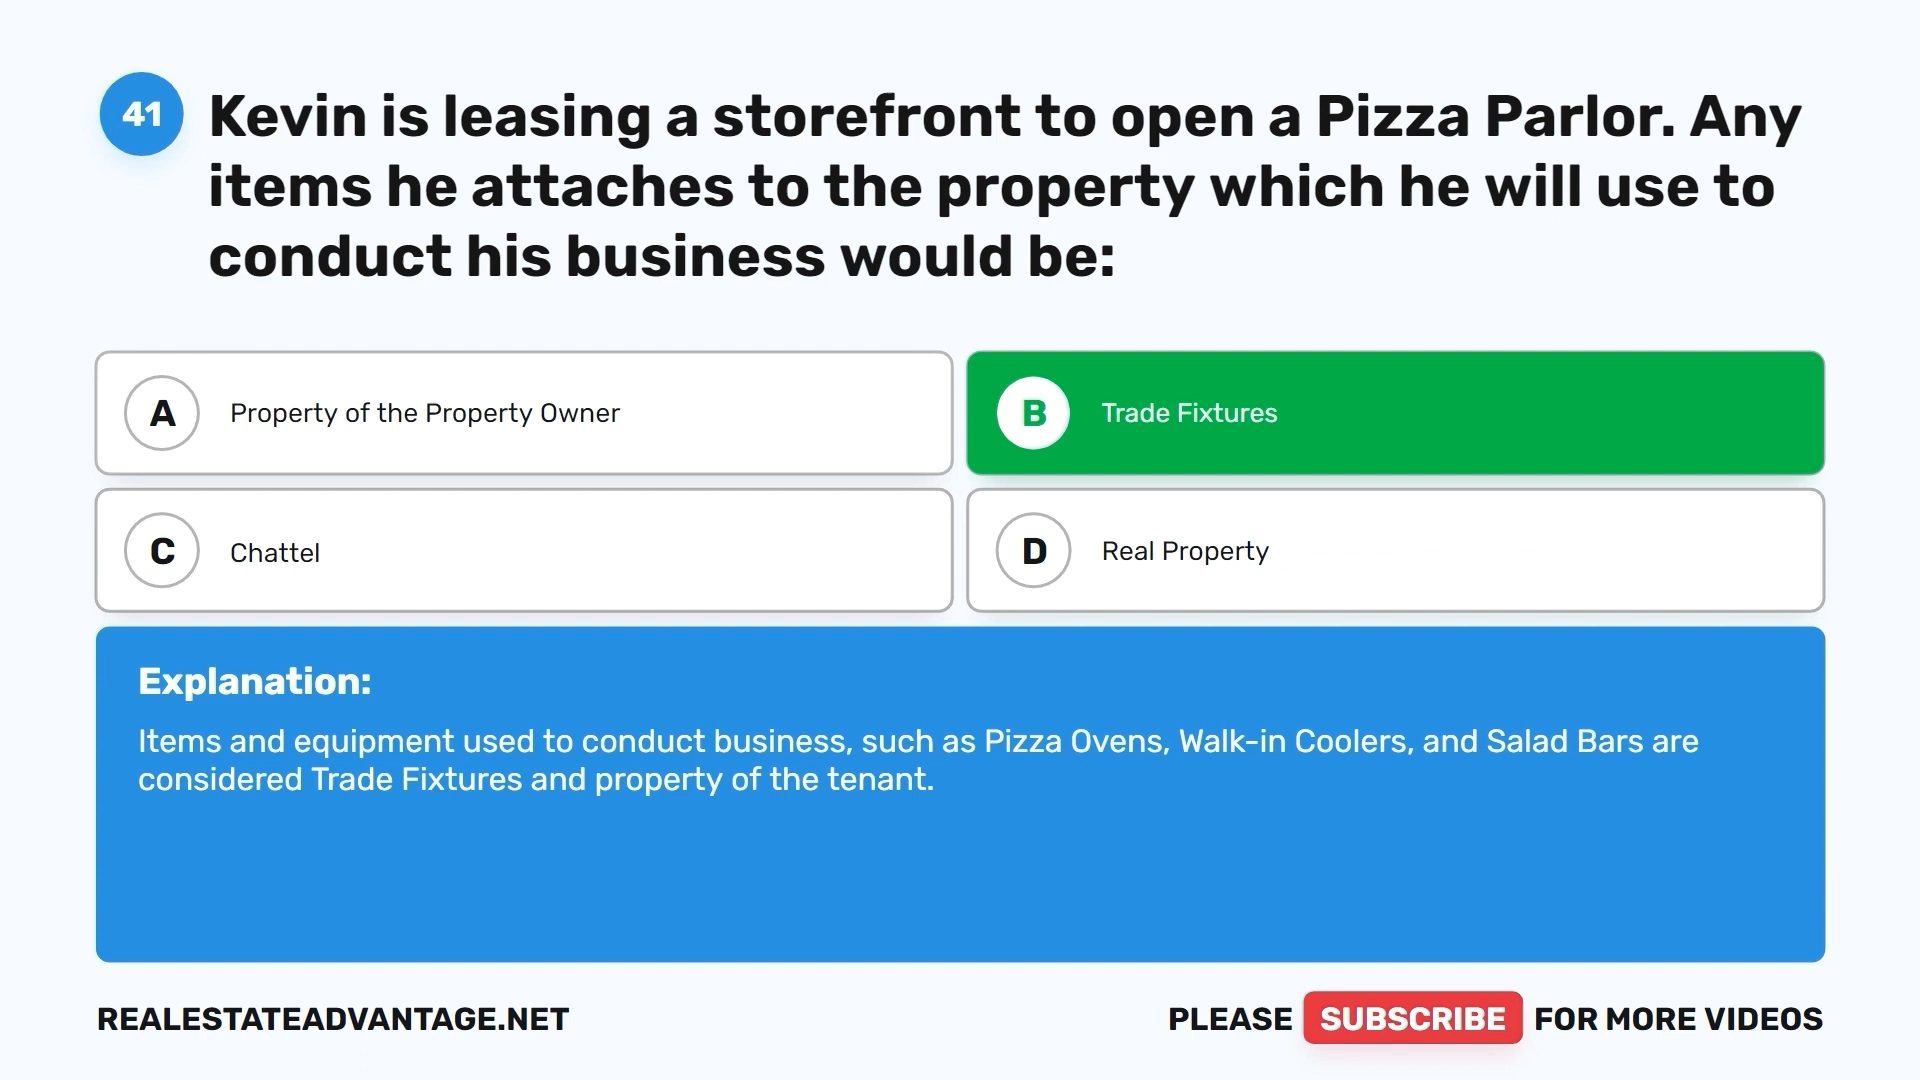 41
Kevin is leasing a storefront to open a Pizza Parlor. Any
items he attaches to the property which he will use to
conduct his business would be:
A Property of the Property Owner
B Trade Fixtures
C Chattel
D Real Property
Explanation:
Items and equipment used to conduct business, such as Pizza Ovens, Walk-in Coolers, and Salad Bars are
considered Trade Fixtures and property of the tenant.
REALESTATEADVANTAGE.NET
PLEASE SUBSCRIBE FOR MORE VIDEOS